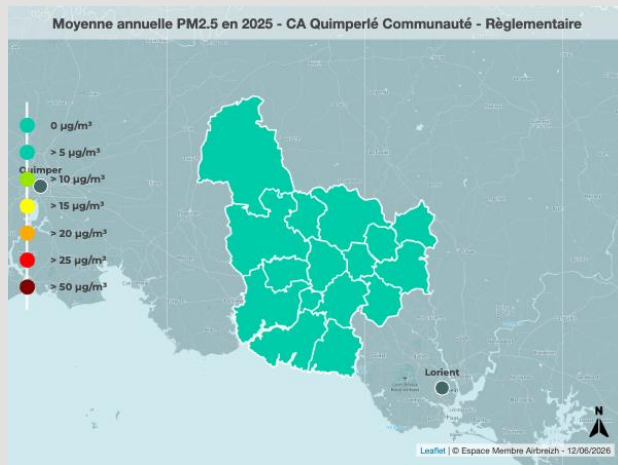 Moyenne annuelle PM2.5 en 2025 - CA Quimperlé Communauté - Règlementaire
0 µg/m³
> 5 µg/m³
Quimper
> 10 µg/m³
> 15 µg/m³
> 20 µg/m³
> 25 µg/m³
> 50 µg/m³
Lorient
N
Leaflet | © Espace Membre Airbreizh - 12/06/2026